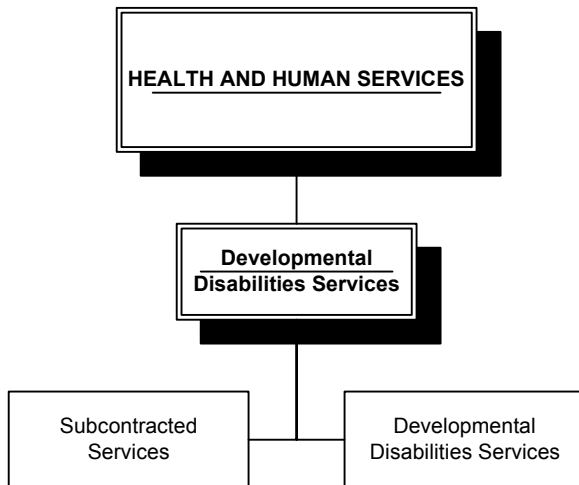 HEALTH AND HUMAN SERVICES
Developmental
Disabilities Services
Subcontracted
Services
Developmental
Disabilities Services